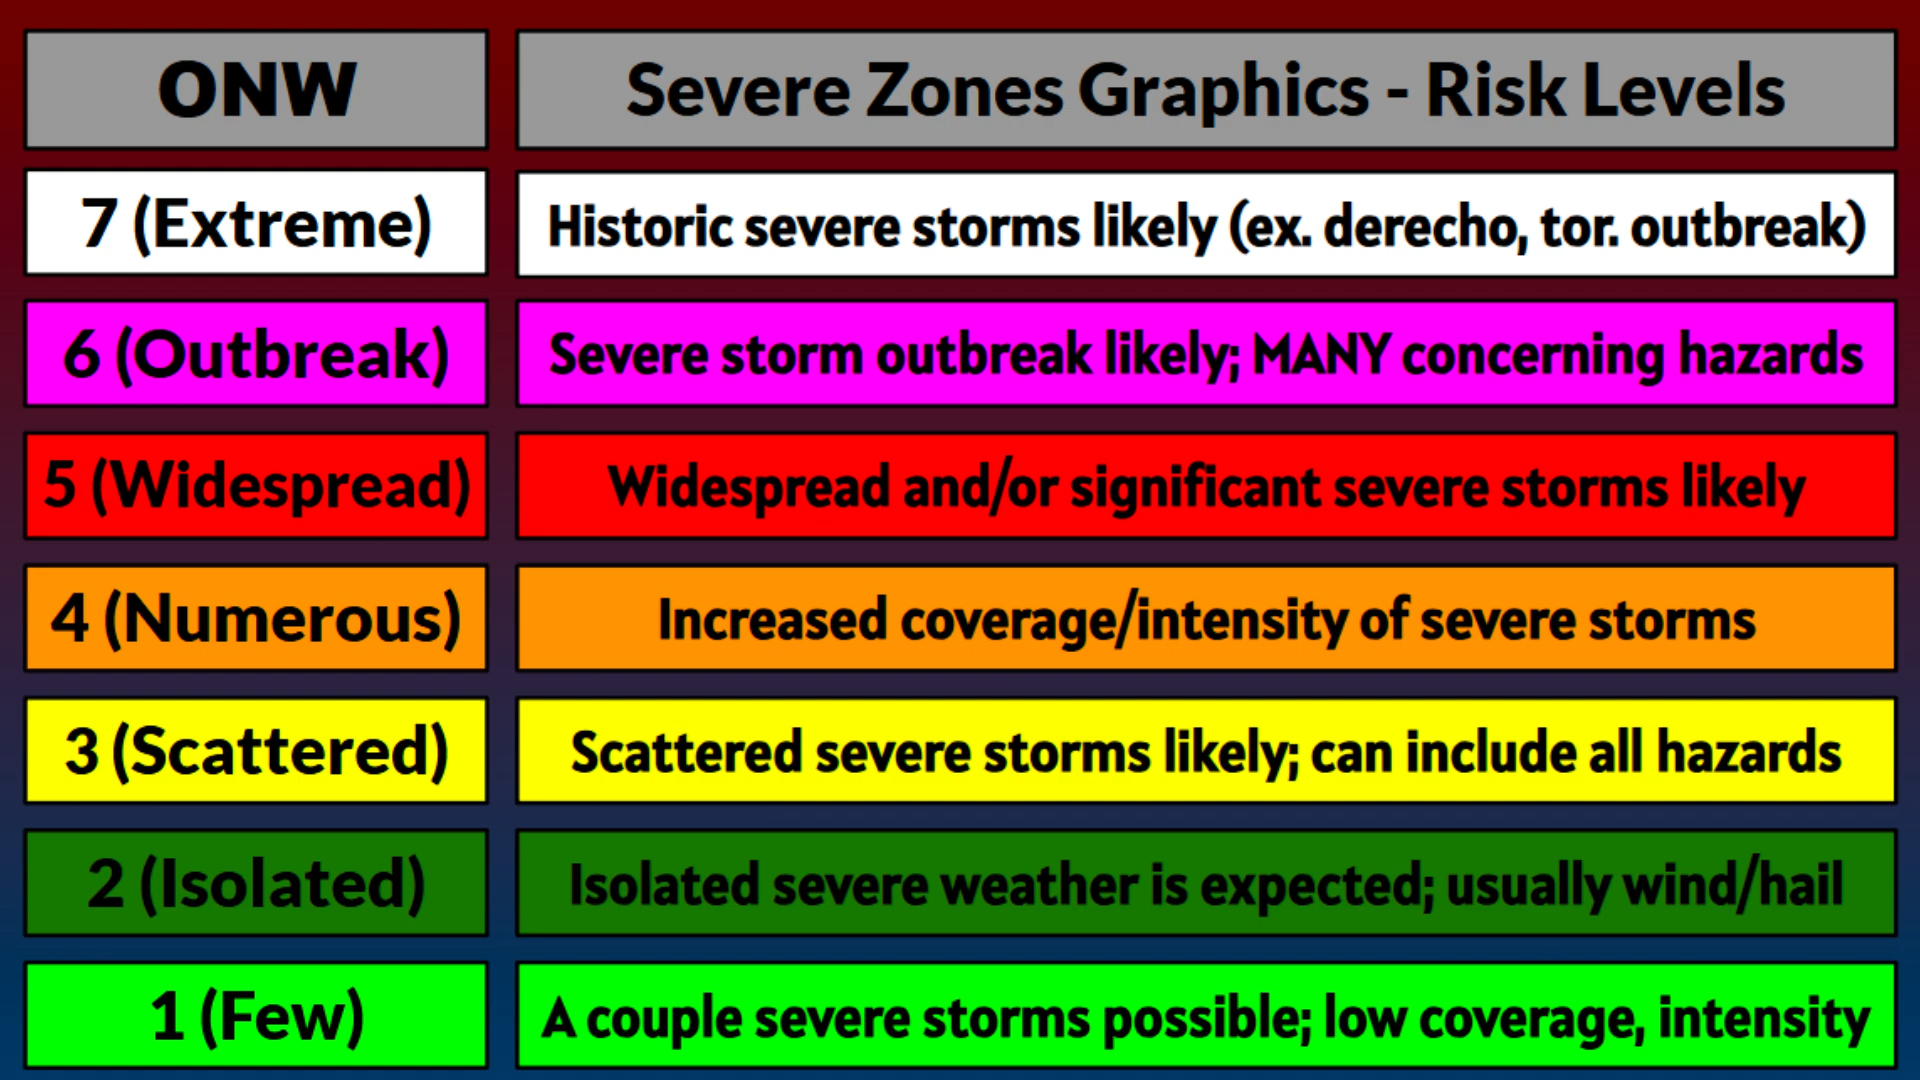 ONW
Severe Zones Graphics - Risk Levels
7 (Extreme)
Historic severe storms likely (ex. derecho, tor. outbreak)
6 (Outbreak)
Severe storm outbreak likely; MANY concerning hazards
5 (Widespread)
Widespread and/or significant severe storms likely
4 (Numerous)
Increased coverage/intensity of severe storms
3 (Scattered)
Scattered severe storms likely; can include all hazards
2 (Isolated)
Isolated severe weather is expected; usually wind/hail
1 (Few)
A couple severe storms possible; low coverage, intensity